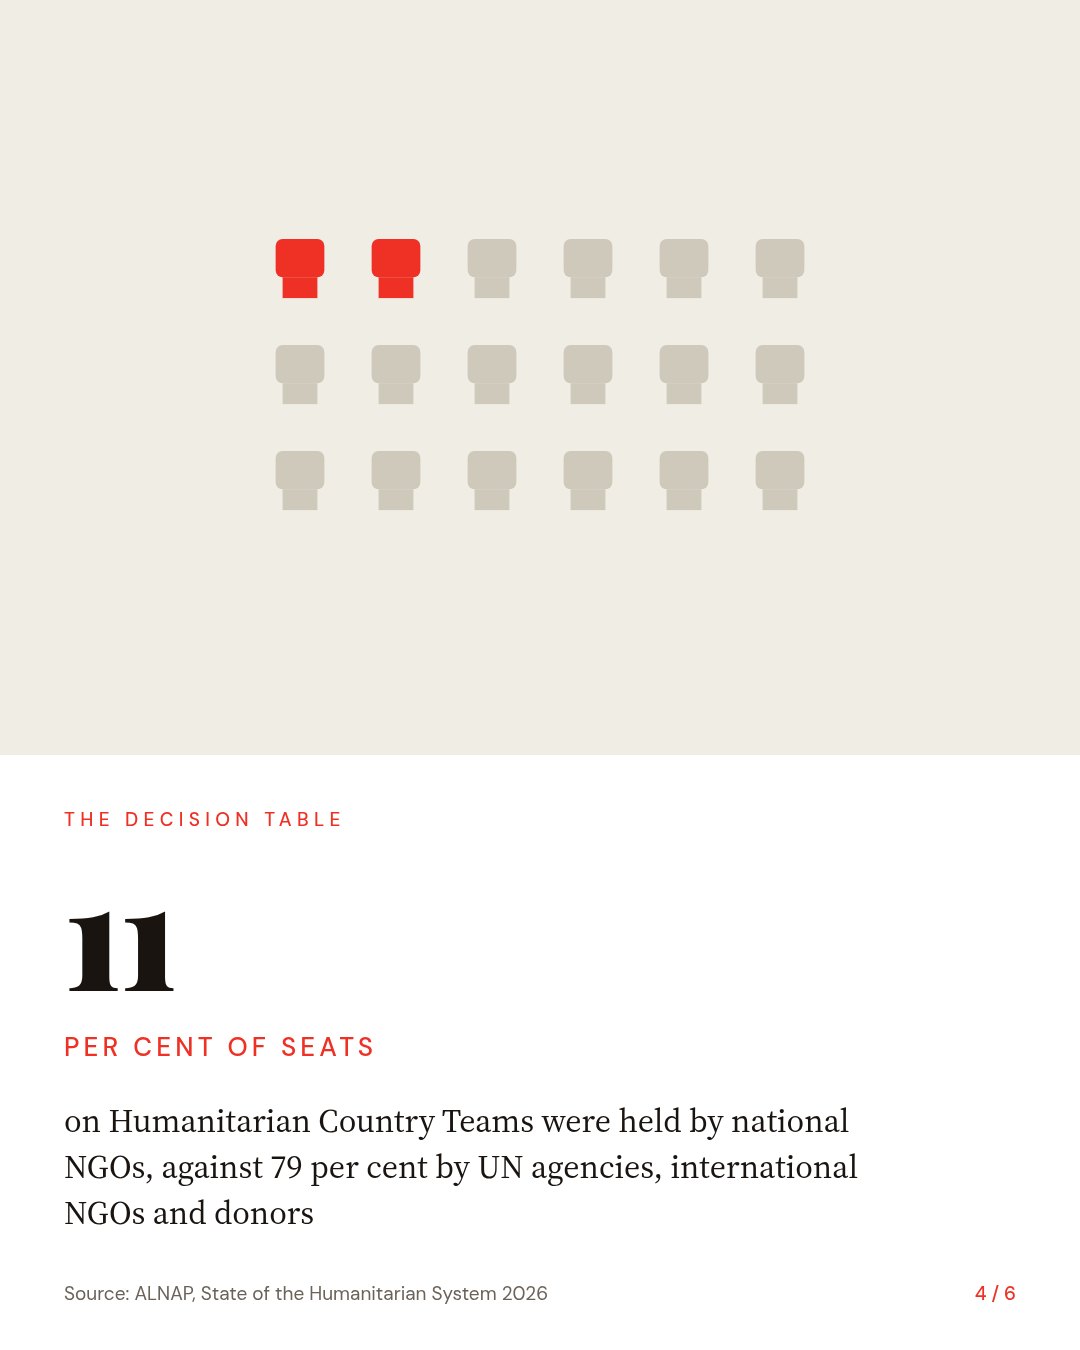 THE DECISION TABLE
11
PER CENT OF SEATS
on Humanitarian Country Teams were held by national
NGOs, against 79 per cent by UN agencies, international
NGOs and donors
Source: ALNAP, State of the Humanitarian System 2026
4 / 6